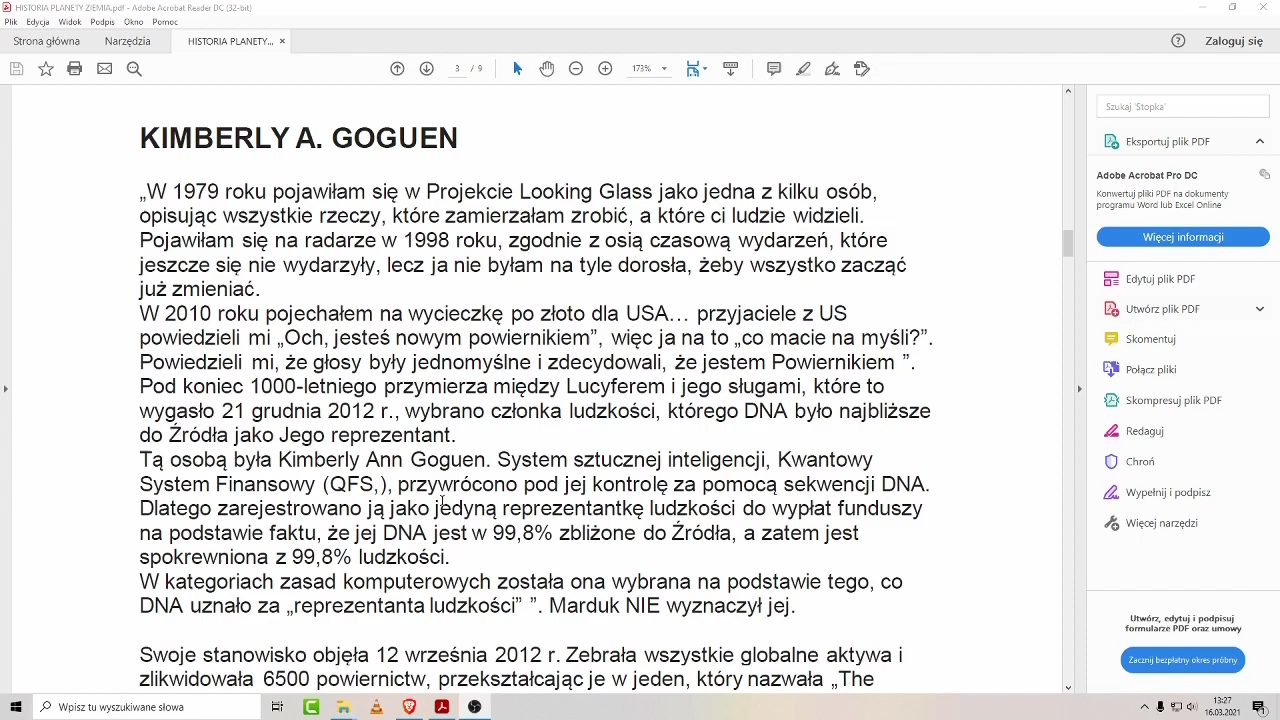 HISTORIA PLANETY ZIEMIA.pdf - Adobe Acrobat Reader DC (32-bit)
Plik Edycja Widok Podpis Okno Pomoc
Strona główna Narzędzia HISTORIA PLANETY... × Zaloguj się
3 / 9 173%
KIMBERLY A. GOGUEN
„W 1979 roku pojawiłam się w Projekcie Looking Glass jako jedna z kilku osób,
opisując wszystkie rzeczy, które zamierzałam zrobić, a które ci ludzie widzieli.
Pojawiłam się na radarze w 1998 roku, zgodnie z osią czasową wydarzeń, które
jeszcze się nie wydarzyły, lecz ja nie byłam na tyle dorosła, żeby wszystko zacząć
już zmieniać.
W 2010 roku pojechałem na wycieczkę po złoto dla USA… przyjaciele z US
powiedzieli mi „Och, jesteś nowym powiernikiem”, więc ja na to „co macie na myśli?”.
Powiedzieli mi, że głosy były jednomyślne i zdecydowali, że jestem Powiernikiem ”.
Pod koniec 1000-letniego przymierza między Lucyferem i jego sługami, które to
wygasło 21 grudnia 2012 r., wybrano członka ludzkości, którego DNA było najbliższe
do Źródła jako Jego reprezentant.
Tą osobą była Kimberly Ann Goguen. System sztucznej inteligencji, Kwantowy
System Finansowy (QFS,), przywrócono pod jej kontrolę za pomocą sekwencji DNA.
Dlatego zarejestrowano ją jako jedyną reprezentantkę ludzkości do wypłat funduszy
na podstawie faktu, że jej DNA jest w 99,8% zbliżone do Źródła, a zatem jest
spokrewniona z 99,8% ludzkości.
W kategoriach zasad komputerowych została ona wybrana na podstawie tego, co
DNA uznało za „reprezentanta ludzkości” ”. Marduk NIE wyznaczył jej.
Swoje stanowisko objęła 12 września 2012 r. Zebrała wszystkie globalne aktywa i
zlikwidowała 6500 powiernictw, przekształcając je w jeden, który nazwała „The
Szukaj 'Stopka'
Eksportuj plik PDF
Adobe Acrobat Pro DC
Konwertuj pliki PDF na dokumenty
programu Word lub Excel Online
Więcej informacji
Edytuj plik PDF
Utwórz plik PDF
Skomentuj
Połącz pliki
Skompresuj plik PDF
Redaguj
Chroń
Wypełnij i podpisz
Więcej narzędzi
Utwórz, edytuj i podpisuj
formularze PDF oraz umowy
Zacznij bezpłatny okres próbny
Wpisz tu wyszukiwane słowa
13:27
16.03.2021